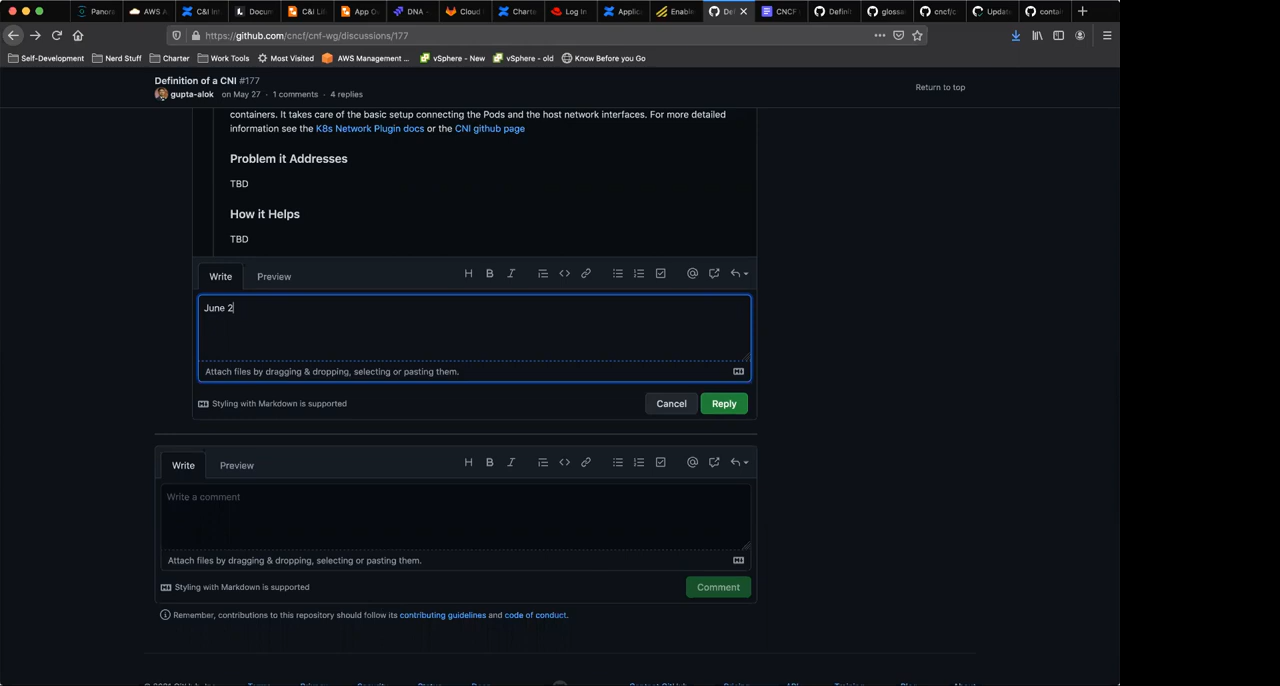 Panor
AWS A
C&I In
Docum
C&I Li
App O
DNA -
Cloud
Charte
Log In
Applic
Enable
Def
CNCF
Definit
glossa
cncf/c
Updat
contai
https://github.com/cncf/cnf-wg/discussions/177
Self-Development
Nerd Stuff
Charter
Work Tools
Most Visited
AWS Management ...
vSphere - New
vSphere - old
Know Before you Go
Definition of a CNI #177
gupta-alok on May 27 · 1 comments · 4 replies
Return to top
containers. It takes care of the basic setup connecting the Pods and the host network interfaces. For more detailed
information see the K8s Network Plugin docs or the CNI github page
Problem it Addresses
TBD
How it Helps
TBD
Write
Preview
June 2
Attach files by dragging & dropping, selecting or pasting them.
Styling with Markdown is supported
Cancel
Reply
Write
Preview
Write a comment
Attach files by dragging & dropping, selecting or pasting them.
Styling with Markdown is supported
Comment
Remember, contributions to this repository should follow its contributing guidelines and code of conduct.